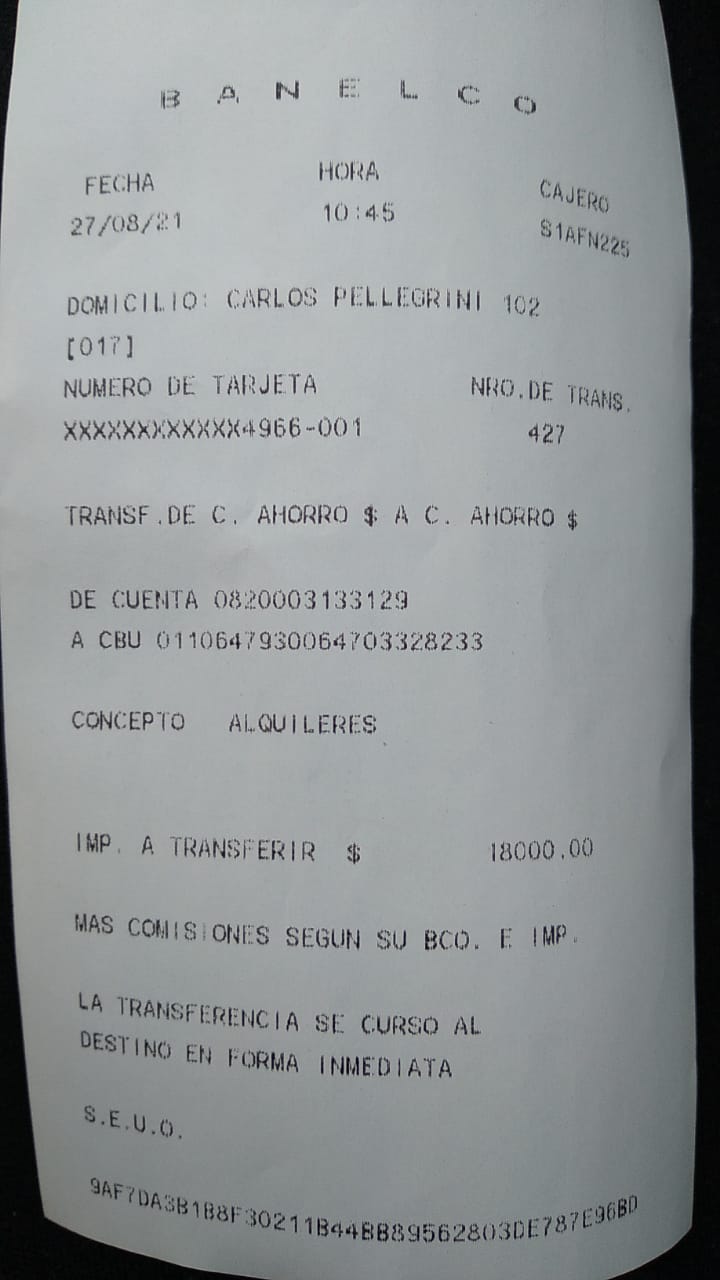 B A N E L C O
FECHA HORA CAJERO
27/08/21 10:45 S1AFN225
DOMICILIO: CARLOS PELLEGRINI 102
[017]
NUMERO DE TARJETA NRO.DE TRANS.
XXXXXXXXXXXX4966-001 427
TRANSF.DE C. AHORRO $ A C. AHORRO $
DE CUENTA 0820003133129
A CBU 0110647930064703328233
CONCEPTO ALQUILERES
IMP. A TRANSFERIR $ 18000.00
MAS COMISIONES SEGUN SU BCO. E IMP.
LA TRANSFERENCIA SE CURSO AL
DESTINO EN FORMA INMEDIATA
S.E.U.O.
9AF7DA3B1B8F30211B44BB89562803DE787E96BD